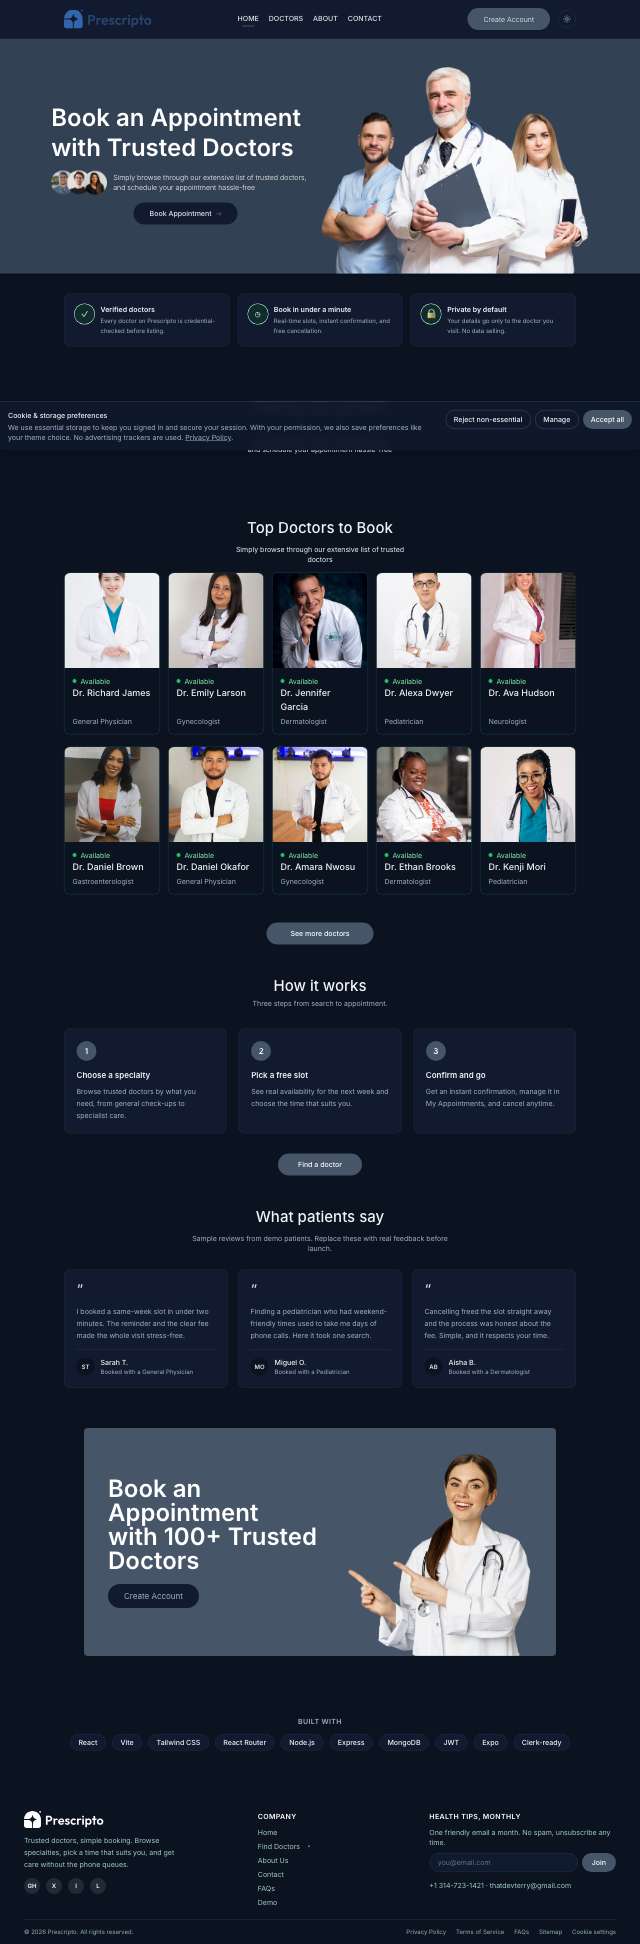 Prescripto
HOME DOCTORS ABOUT CONTACT
Create Account
Book an Appointment
with Trusted Doctors
Simply browse through our extensive list of trusted doctors,
and schedule your appointment hassle-free
Book Appointment →
✓
Verified doctors
Every doctor on Prescripto is credential-
checked before listing.
Book in under a minute
Real-time slots, instant confirmation, and
free cancellation.
Private by default
Your details go only to the doctor you
visit. No data selling.
Cookie & storage preferences
We use essential storage to keep you signed in and secure your session. With your permission, we also save preferences like
your theme choice. No advertising trackers are used. Privacy Policy.
Reject non-essential
Manage
Accept all
and schedule your appointment hassle-free
Top Doctors to Book
Simply browse through our extensive list of trusted
doctors
Available
Dr. Richard James
General Physician
Available
Dr. Emily Larson
Gynecologist
Available
Dr. Jennifer
Garcia
Dermatologist
Available
Dr. Alexa Dwyer
Pediatrician
Available
Dr. Ava Hudson
Neurologist
Available
Dr. Daniel Brown
Gastroenterologist
Available
Dr. Daniel Okafor
General Physician
Available
Dr. Amara Nwosu
Gynecologist
Available
Dr. Ethan Brooks
Dermatologist
Available
Dr. Kenji Mori
Pediatrician
See more doctors
How it works
Three steps from search to appointment.
1
Choose a specialty
Browse trusted doctors by what you
need, from general check-ups to
specialist care.
2
Pick a free slot
See real availability for the next week and
choose the time that suits you.
3
Confirm and go
Get an instant confirmation, manage it in
My Appointments, and cancel anytime.
Find a doctor
What patients say
Sample reviews from demo patients. Replace these with real feedback before
launch.
"
I booked a same-week slot in under two
minutes. The reminder and the clear fee
made the whole visit stress-free.
ST
Sarah T.
Booked with a General Physician
"
Finding a pediatrician who had weekend-
friendly times used to take me days of
phone calls. Here it took one search.
MO
Miguel O.
Booked with a Pediatrician
"
Cancelling freed the slot straight away
and the process was honest about the
fee. Simple, and it respects your time.
AB
Aisha B.
Booked with a Dermatologist
Book an
Appointment
with 100+ Trusted
Doctors
Create Account
BUILT WITH
React Vite Tailwind CSS React Router Node.js Express MongoDB JWT Expo Clerk-ready
Prescripto
Trusted doctors, simple booking. Browse
specialties, pick a time that suits you, and get
care without the phone queues.
GH X I L
COMPANY
Home
Find Doctors
About Us
Contact
FAQs
Demo
HEALTH TIPS, MONTHLY
One friendly email a month. No spam, unsubscribe any
time.
you@email.com
Join
+1 314-723-1421 · thatdevterry@gmail.com
© 2026 Prescripto. All rights reserved.
Privacy Policy Terms of Service FAQs Sitemap Cookie settings